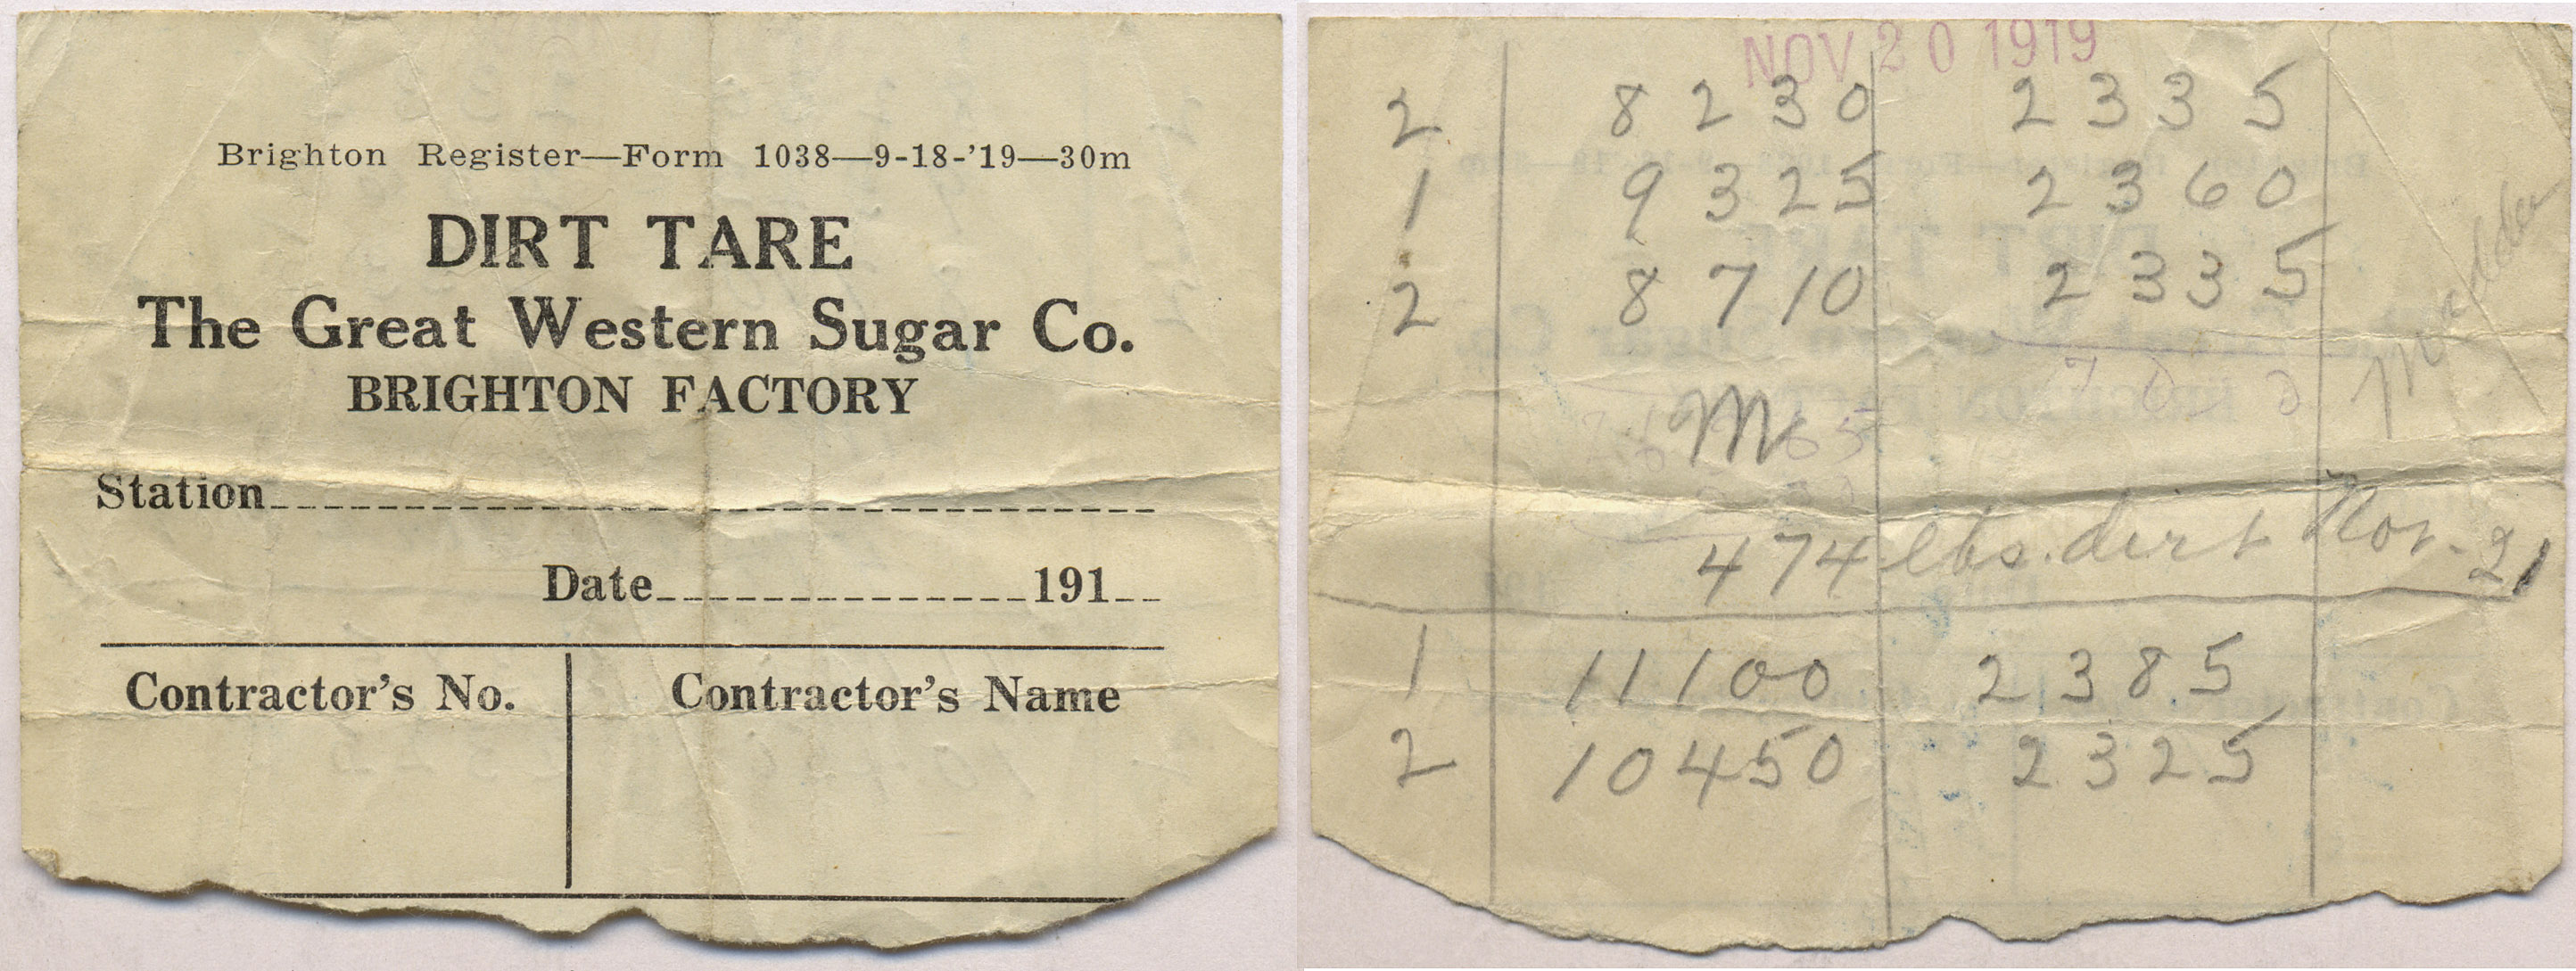 Brighton Register—Form 1038—9-18-'19—30m
DIRT TARE
The Great Western Sugar Co.
BRIGHTON FACTORY
Station
Date 191
Contractor's No. Contractor's Name
NOV 20 1919
2 8230 2335
1 9325 2360
2 8710 2335
M
474 lbs. dirt Nov. 21
1 11100 2385
2 10450 2325